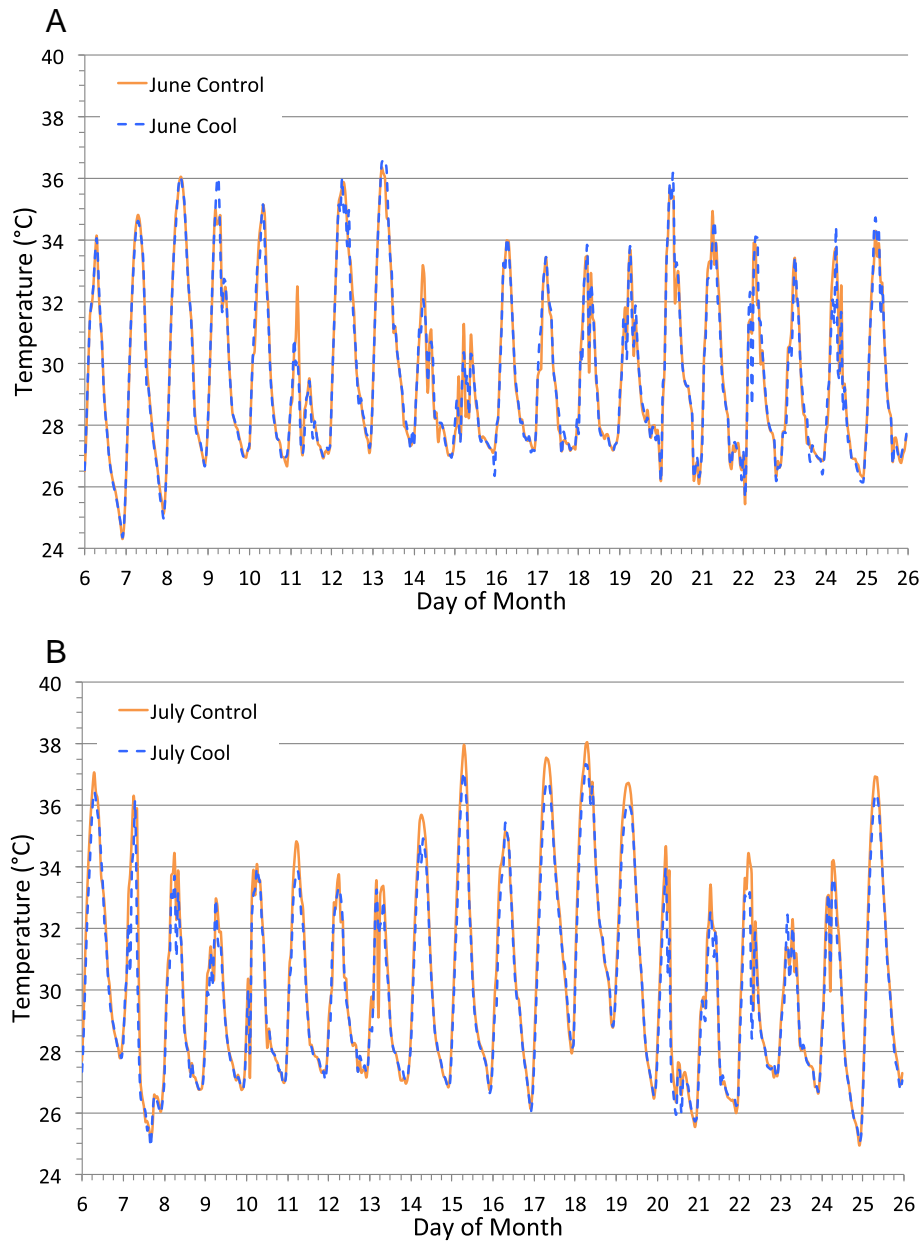 A
40
38
36
34
32
30
28
26
24
Temperature (°C)
June Control
June Cool
6 7 8 9 10 11 12 13 14 15 16 17 18 19 20 21 22 23 24 25 26
Day of Month
B
40
38
36
34
32
30
28
26
24
Temperature (°C)
July Control
July Cool
6 7 8 9 10 11 12 13 14 15 16 17 18 19 20 21 22 23 24 25 26
Day of Month